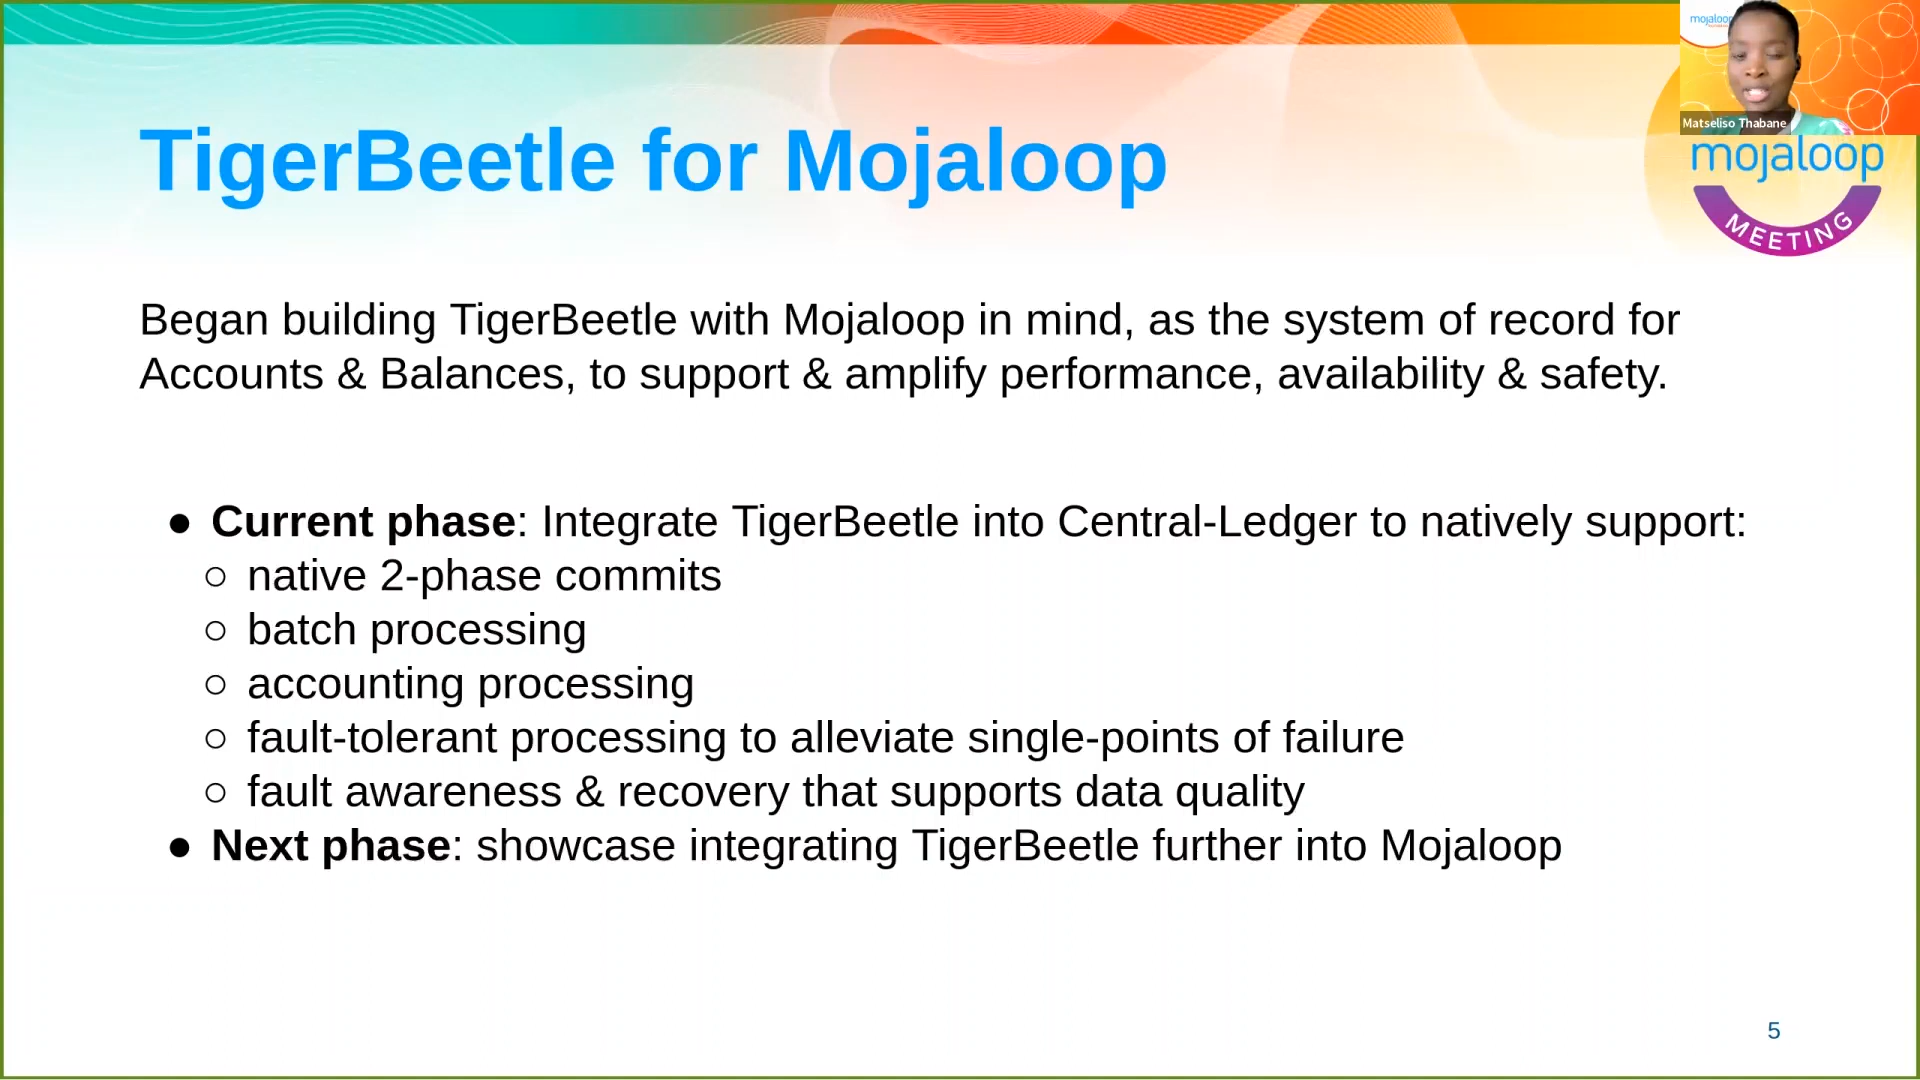 mojaloop
Matseliso Thabane
mojaloop
MEETING
TigerBeetle for Mojaloop
Began building TigerBeetle with Mojaloop in mind, as the system of record for
Accounts & Balances, to support & amplify performance, availability & safety.
● Current phase: Integrate TigerBeetle into Central-Ledger to natively support:
○ native 2-phase commits
○ batch processing
○ accounting processing
○ fault-tolerant processing to alleviate single-points of failure
○ fault awareness & recovery that supports data quality
● Next phase: showcase integrating TigerBeetle further into Mojaloop
5